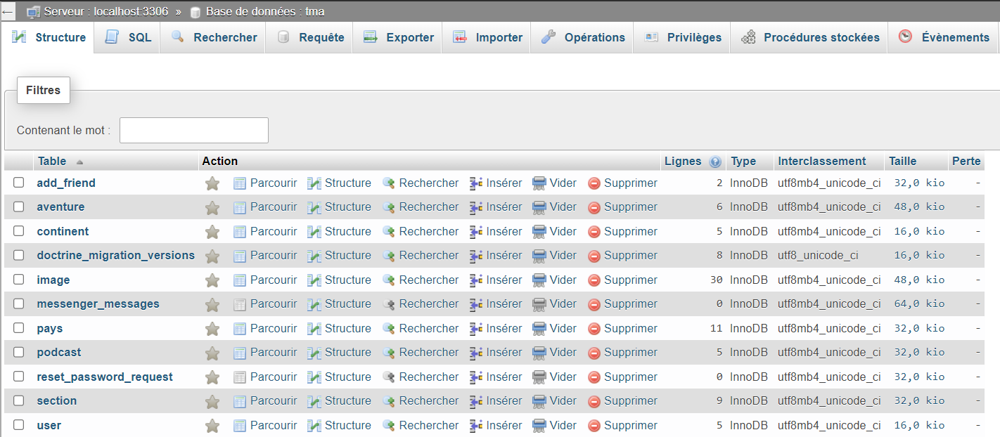 ← Serveur : localhost:3306 » Base de données : tma
Structure SQL Rechercher Requête Exporter Importer Opérations Privilèges Procédures stockées Évènements
Filtres
Contenant le mot :
Table Action Lignes Type Interclassement Taille Perte
add_friend Parcourir Structure Rechercher Insérer Vider Supprimer 2 InnoDB utf8mb4_unicode_ci 32,0 kio -
aventure Parcourir Structure Rechercher Insérer Vider Supprimer 6 InnoDB utf8mb4_unicode_ci 48,0 kio -
continent Parcourir Structure Rechercher Insérer Vider Supprimer 5 InnoDB utf8mb4_unicode_ci 16,0 kio -
doctrine_migration_versions Parcourir Structure Rechercher Insérer Vider Supprimer 8 InnoDB utf8_unicode_ci 16,0 kio -
image Parcourir Structure Rechercher Insérer Vider Supprimer 30 InnoDB utf8mb4_unicode_ci 48,0 kio -
messenger_messages Parcourir Structure Rechercher Insérer Vider Supprimer 0 InnoDB utf8mb4_unicode_ci 64,0 kio -
pays Parcourir Structure Rechercher Insérer Vider Supprimer 11 InnoDB utf8mb4_unicode_ci 32,0 kio -
podcast Parcourir Structure Rechercher Insérer Vider Supprimer 5 InnoDB utf8mb4_unicode_ci 32,0 kio -
reset_password_request Parcourir Structure Rechercher Insérer Vider Supprimer 0 InnoDB utf8mb4_unicode_ci 32,0 kio -
section Parcourir Structure Rechercher Insérer Vider Supprimer 9 InnoDB utf8mb4_unicode_ci 32,0 kio -
user Parcourir Structure Rechercher Insérer Vider Supprimer 5 InnoDB utf8mb4_unicode_ci 16,0 kio -